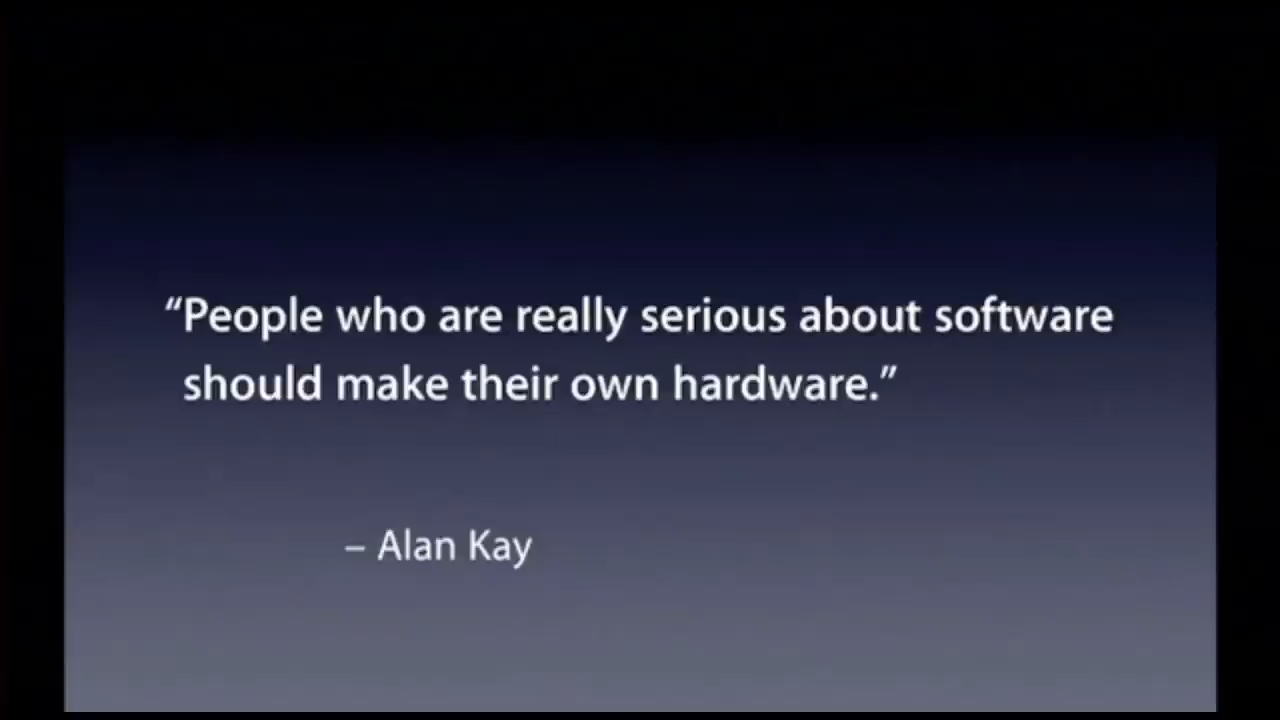 “People who are really serious about software
should make their own hardware.”
– Alan Kay